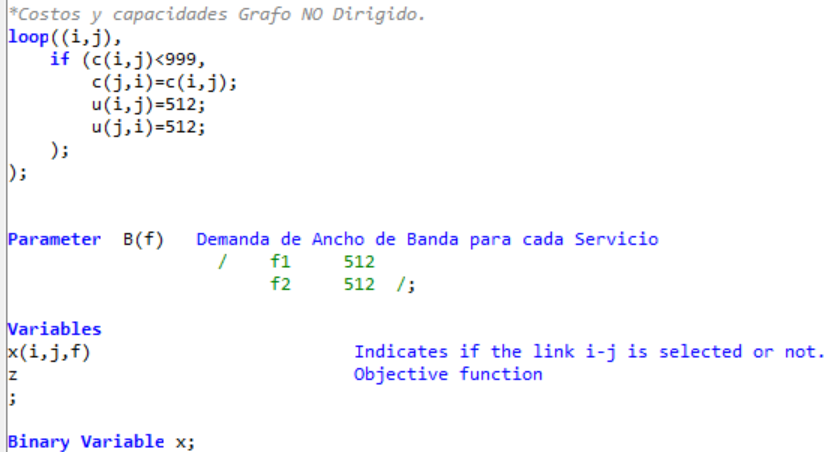 *Costos y capacidades Grafo NO Dirigido.
loop((i,j),
    if (c(i,j)<999,
        c(j,i)=c(i,j);
        u(i,j)=512;
        u(j,i)=512;
    );
);
Parameter  B(f)   Demanda de Ancho de Banda para cada Servicio
/    f1     512
f2     512  /;
Variables
x(i,j,f)    Indicates if the link i-j is selected or not.
z    Objective function
;
Binary Variable x;